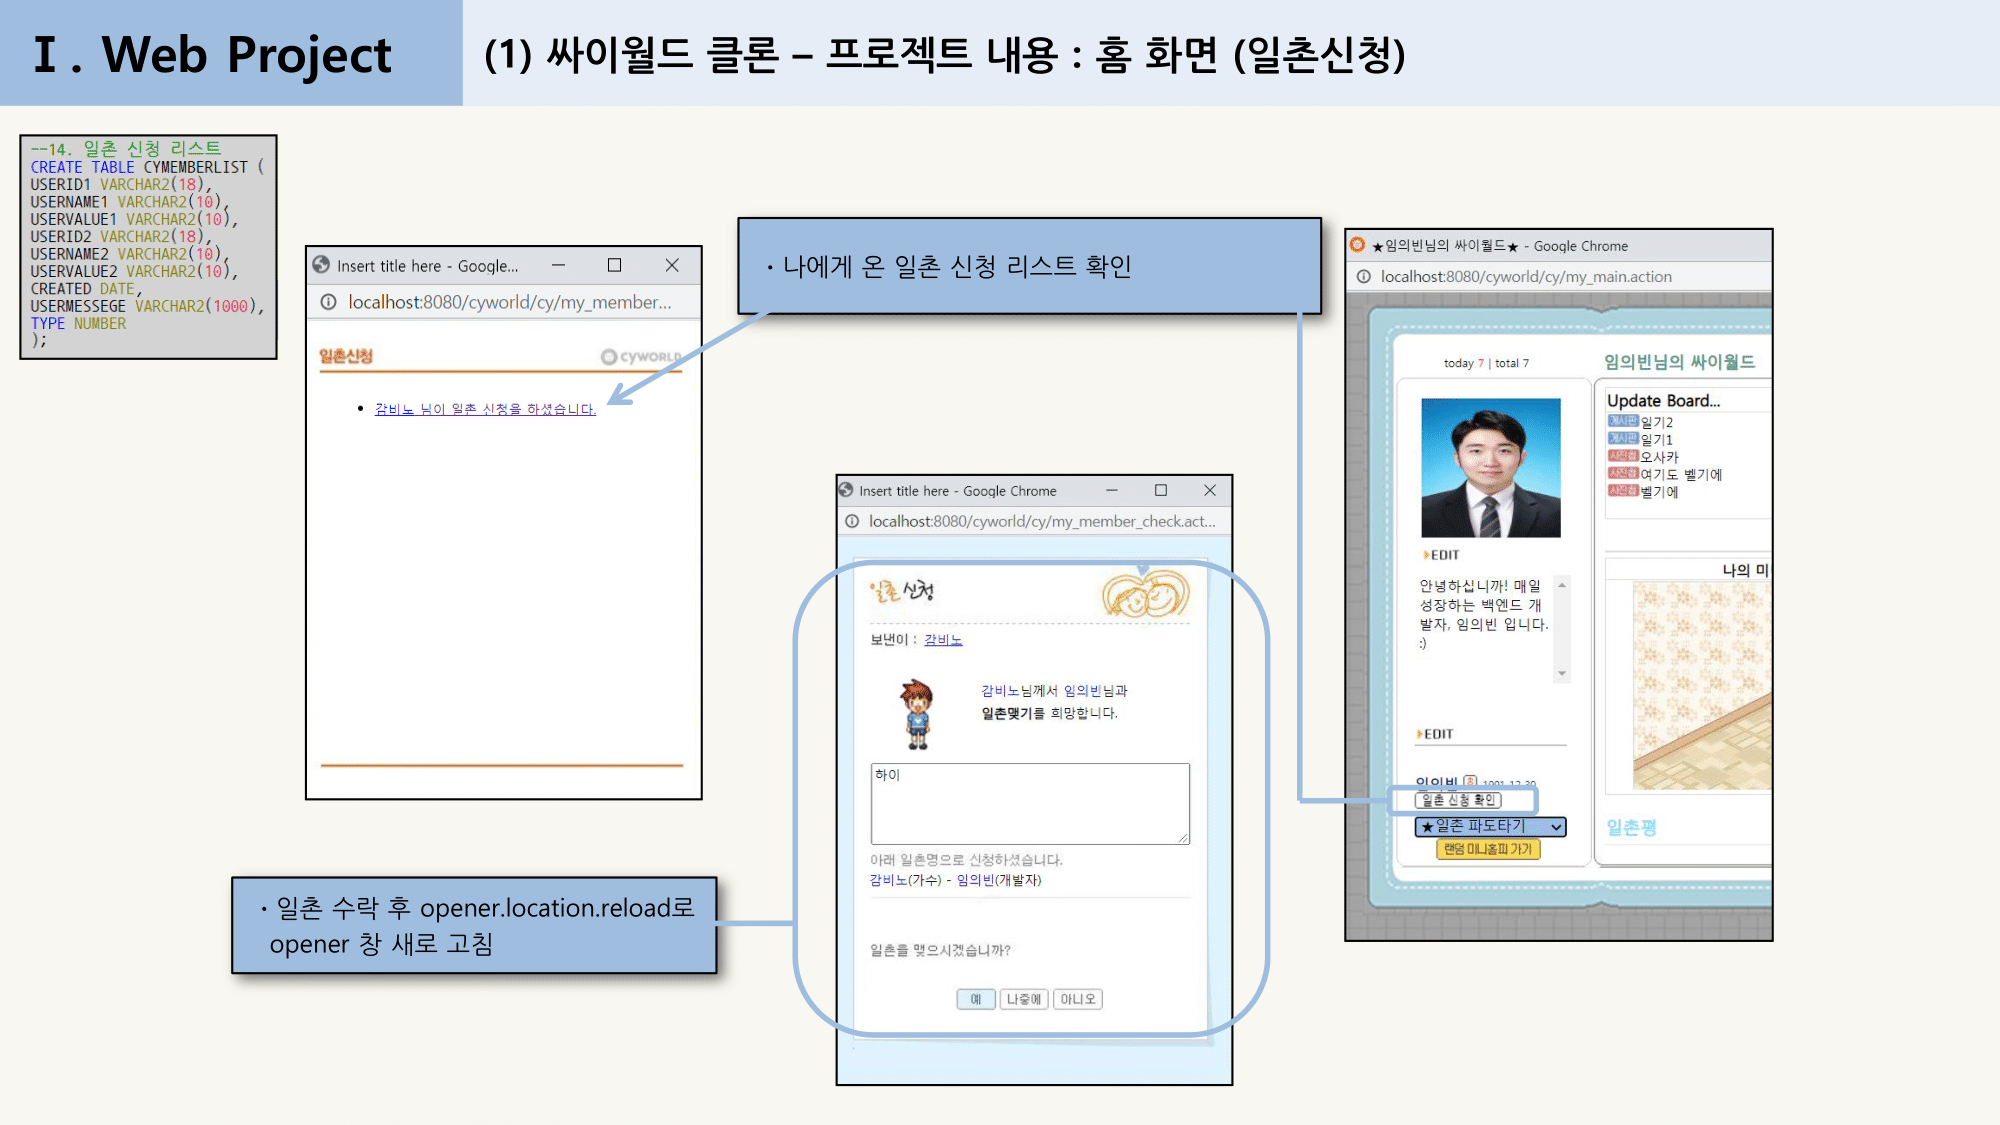 Ⅰ. Web Project
(1) 싸이월드 클론 – 프로젝트 내용 : 홈 화면 (일촌신청)
--14. 일촌 신청 리스트
CREATE TABLE CYMEMBERLIST (
USERID1 VARCHAR2(18),
USERNAME1 VARCHAR2(10),
USERVALUE1 VARCHAR2(10),
USERID2 VARCHAR2(18),
USERNAME2 VARCHAR2(10),
USERVALUE2 VARCHAR2(10),
CREATED DATE,
USERMESSEGE VARCHAR2(1000),
TYPE NUMBER
);
Insert title here - Google...
localhost:8080/cyworld/cy/my_member...
일촌신청
CYWORLD
• 감비노 님이 일촌 신청을 하셨습니다.
· 나에게 온 일촌 신청 리스트 확인
Insert title here - Google Chrome
localhost:8080/cyworld/cy/my_member_check.act...
일촌 신청
보낸이 : 감비노
감비노님께서 임의빈님과
일촌맺기를 희망합니다.
하이
아래 일촌명으로 신청하셨습니다.
감비노(가수) - 임의빈(개발자)
일촌을 맺으시겠습니까?
예 나중에 아니오
· 일촌 수락 후 opener.location.reload로
opener 창 새로 고침
★임의빈님의 싸이월드★ - Google Chrome
localhost:8080/cyworld/cy/my_main.action
today 7 | total 7
임의빈님의 싸이월드
Update Board...
게시판 일기2
게시판 일기1
사진첩 오사카
사진첩 여기도 벨기에
사진첩 벨기에
EDIT
안녕하십니까! 매일
성장하는 백엔드 개
발자, 임의빈 입니다.
:)
나의 미
EDIT
임의빈 홈 1991-12-30
일촌 신청 확인
★일촌 파도타기
랜덤 미니홈피 가기
일촌평